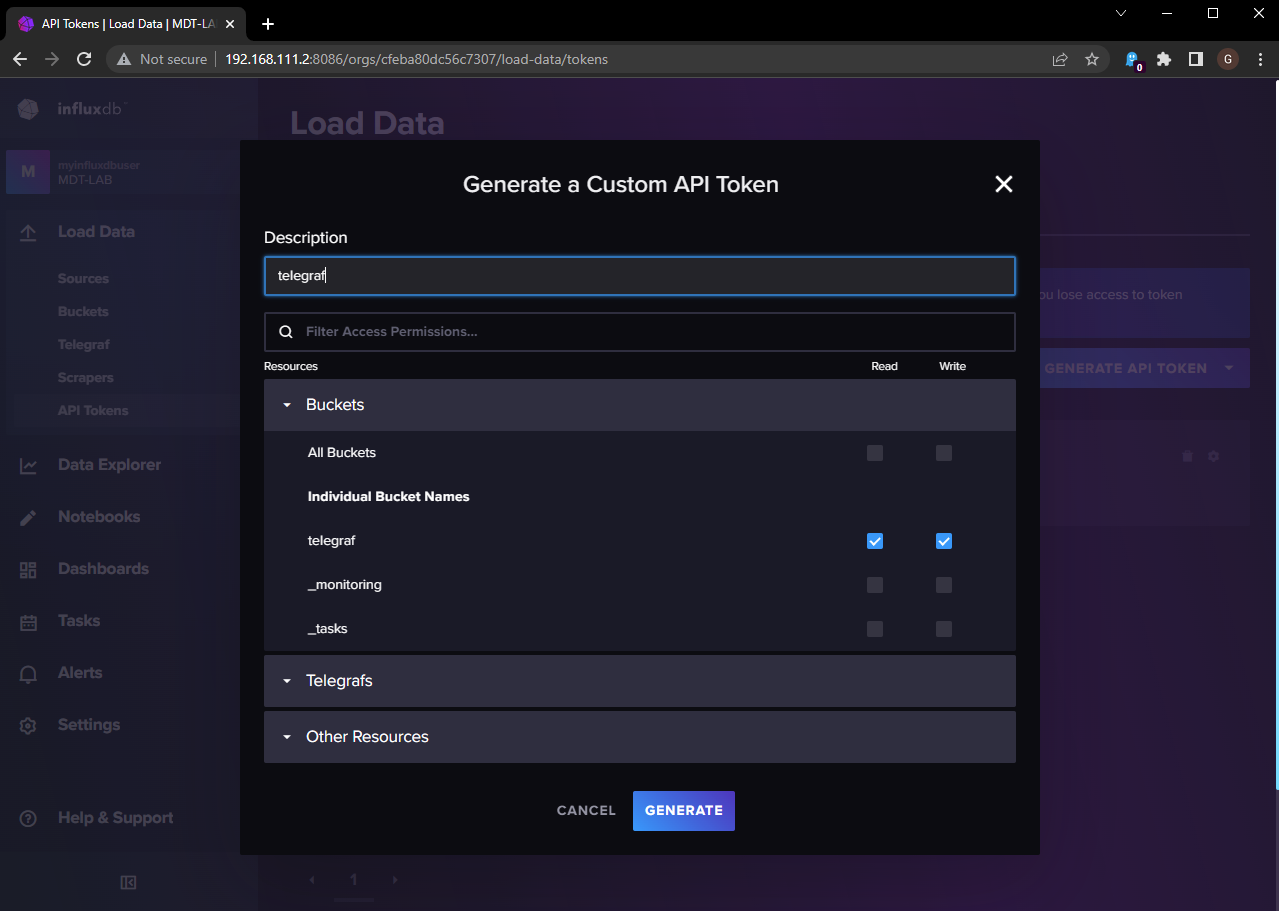 API Tokens | Load Data | MDT-LA
Not secure
192.168.111.2:8086/orgs/cfeba80dc56c7307/load-data/tokens
0
G
influxdb
Load Data
M
myinfluxdbuser
MDT-LAB
Load Data
Sources
Buckets
Telegraf
Scrapers
API Tokens
Data Explorer
Notebooks
Dashboards
Tasks
Alerts
Settings
Help & Support
Generate a Custom API Token
Description
telegraf
Filter Access Permissions...
Resources Read Write
Buckets
All Buckets
Individual Bucket Names
telegraf
_monitoring
_tasks
Telegrafs
Other Resources
CANCEL GENERATE
you lose access to token
GENERATE API TOKEN
1